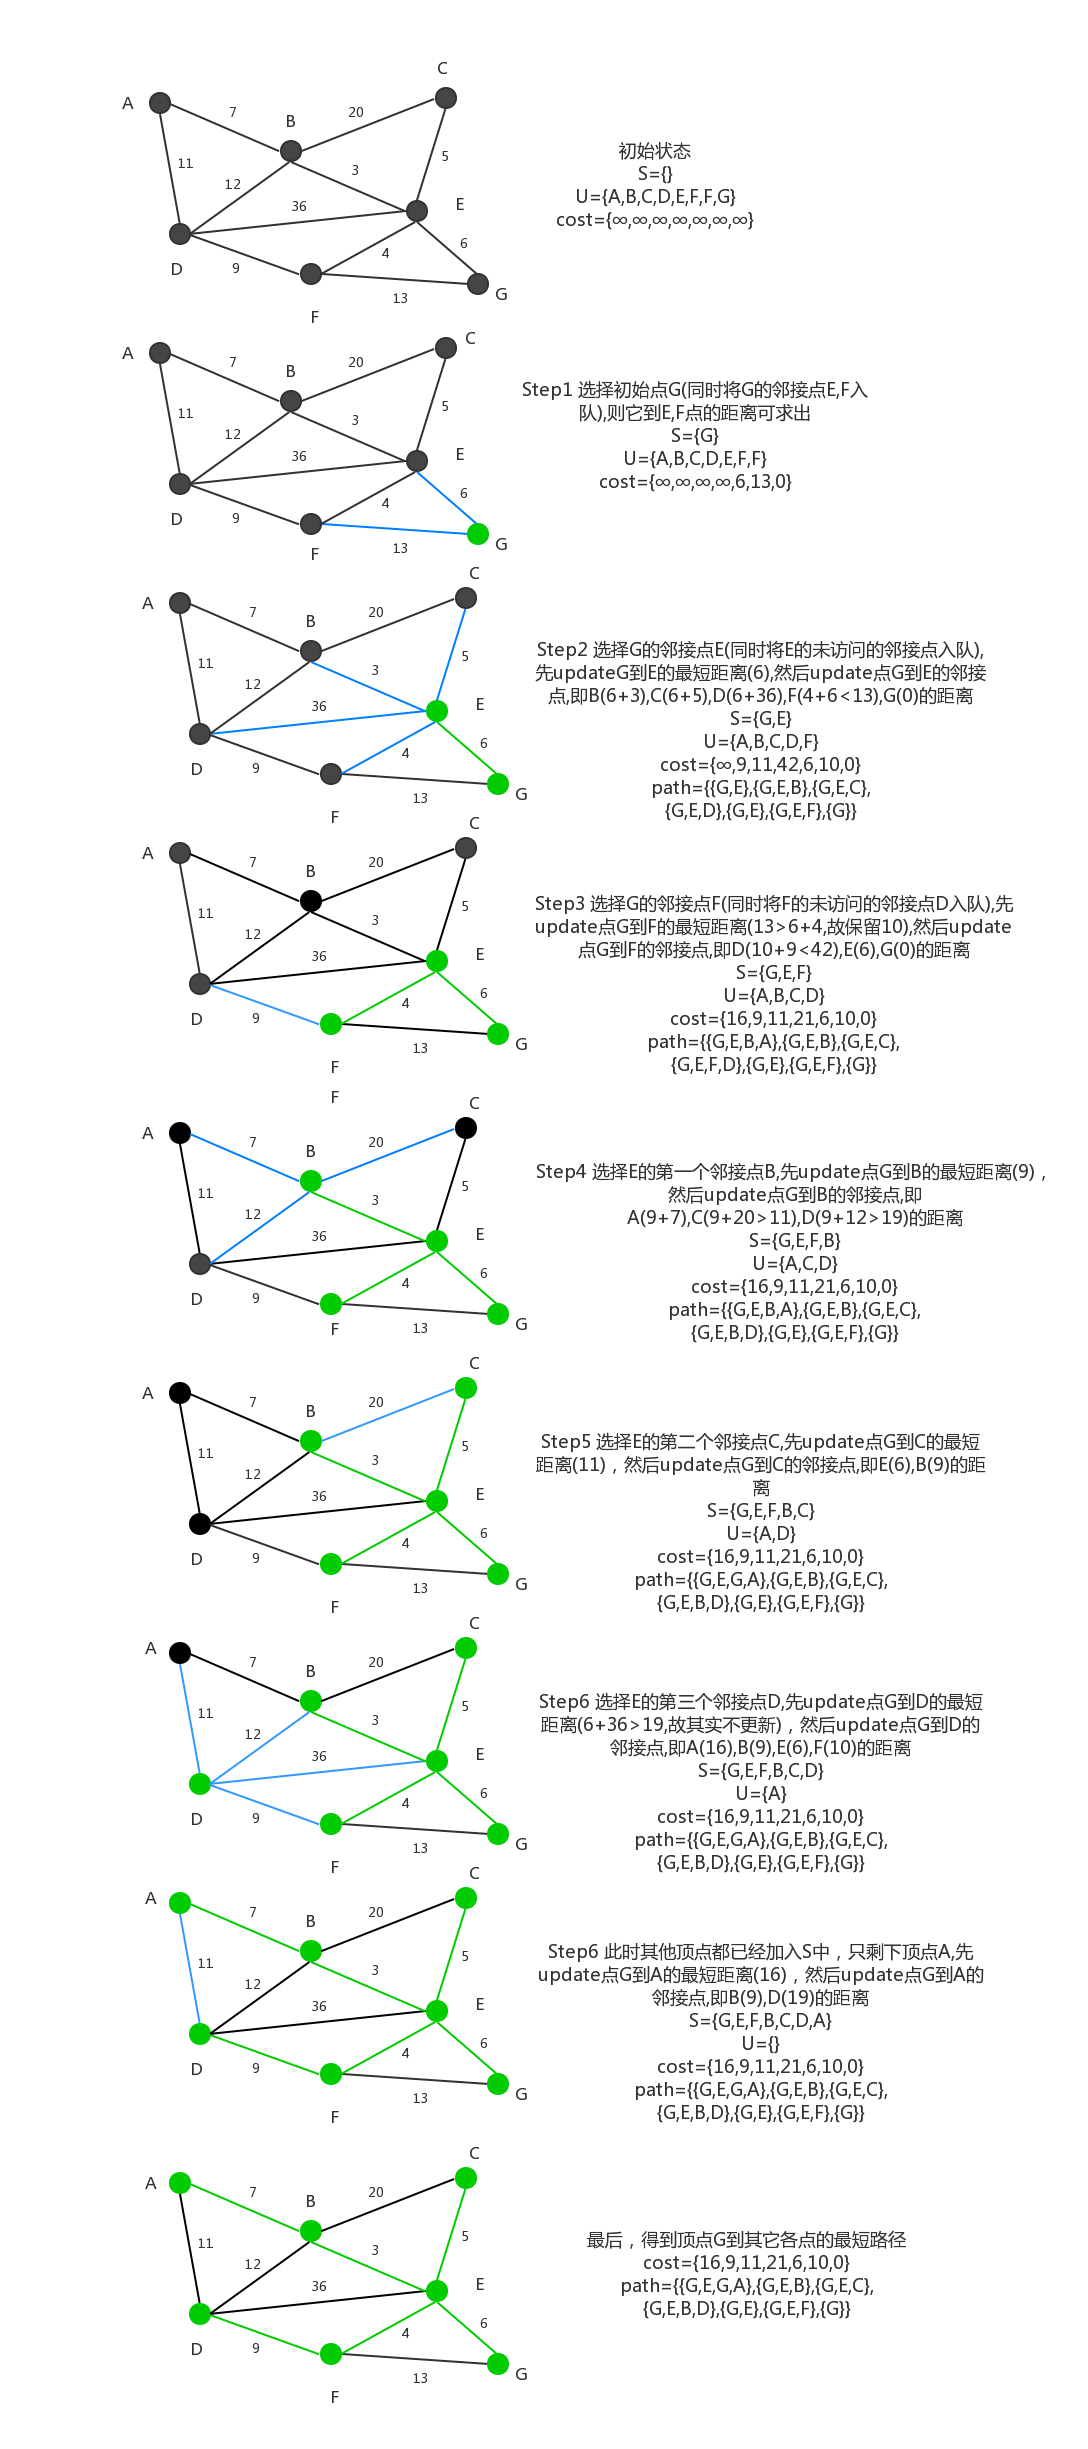 C
A
7
20
B
11
5
3
12
初始状态
S={}
U={A,B,C,D,E,F,F,G}
cost={∞,∞,∞,∞,∞,∞,∞}
36
E
6
4
D
9
13
G
F
C
A
7
20
B
11
5
3
12
36
E
6
4
D
9
13
G
F
Step1 选择初始点G(同时将G的邻接点E,F入
队),则它到E,F点的距离可求出
S={G}
U={A,B,C,D,E,F,F}
cost={∞,∞,∞,∞,6,13,0}
C
A
7
20
B
11
5
3
12
36
E
6
4
D
9
13
G
F
Step2 选择G的邻接点E(同时将E的未访问的邻接点入队),
先updateG到E的最短距离(6),然后update点G到E的邻接
点,即B(6+3),C(6+5),D(6+36),F(4+6<13),G(0)的距离
S={G,E}
U={A,B,C,D,F}
cost={∞,9,11,42,6,10,0}
path={{G,E},{G,E,B},{G,E,C},
{G,E,D},{G,E},{G,E,F},{G}}
C
A
7
20
B
11
5
3
12
36
E
6
4
D
9
13
G
F
Step3 选择G的邻接点F(同时将F的未访问的邻接点D入队),先
update点G到F的最短距离(13>6+4,故保留10),然后update
点G到F的邻接点,即D(10+9<42),E(6),G(0)的距离
S={G,E,F}
U={A,B,C,D}
cost={16,9,11,21,6,10,0}
path={{G,E,B,A},{G,E,B},{G,E,C},
{G,E,F,D},{G,E},{G,E,F},{G}}
F
C
A
7
20
B
11
5
3
12
36
E
6
4
D
9
13
G
F
Step4 选择E的第一个邻接点B,先update点G到B的最短距离(9)，
然后update点G到B的邻接点,即
A(9+7),C(9+20>11),D(9+12>19)的距离
S={G,E,F,B}
U={A,C,D}
cost={16,9,11,21,6,10,0}
path={{G,E,B,A},{G,E,B},{G,E,C},
{G,E,B,D},{G,E},{G,E,F},{G}}
C
A
7
20
B
11
5
3
12
36
E
6
4
D
9
13
G
F
Step5 选择E的第二个邻接点C,先update点G到C的最短
距离(11)，然后update点G到C的邻接点,即E(6),B(9)的距
离
S={G,E,F,B,C}
U={A,D}
cost={16,9,11,21,6,10,0}
path={{G,E,G,A},{G,E,B},{G,E,C},
{G,E,B,D},{G,E},{G,E,F},{G}}
C
A
7
20
B
11
5
3
12
36
E
6
4
D
9
13
G
F
Step6 选择E的第三个邻接点D,先update点G到D的最短
距离(6+36>19,故其实不更新)，然后update点G到D的
邻接点,即A(16),B(9),E(6),F(10)的距离
S={G,E,F,B,C,D}
U={A}
cost={16,9,11,21,6,10,0}
path={{G,E,G,A},{G,E,B},{G,E,C},
{G,E,B,D},{G,E},{G,E,F},{G}}
C
A
7
20
B
11
5
3
12
36
E
6
4
D
9
13
G
F
Step6 此时其他顶点都已经加入S中，只剩下顶点A,先
update点G到A的最短距离(16)，然后update点G到A的
邻接点,即B(9),D(19)的距离
S={G,E,F,B,C,D,A}
U={}
cost={16,9,11,21,6,10,0}
path={{G,E,G,A},{G,E,B},{G,E,C},
{G,E,B,D},{G,E},{G,E,F},{G}}
C
A
7
20
B
11
5
3
12
36
E
6
4
D
9
13
G
F
最后，得到顶点G到其它各点的最短路径
cost={16,9,11,21,6,10,0}
path={{G,E,G,A},{G,E,B},{G,E,C},
{G,E,B,D},{G,E},{G,E,F},{G}}